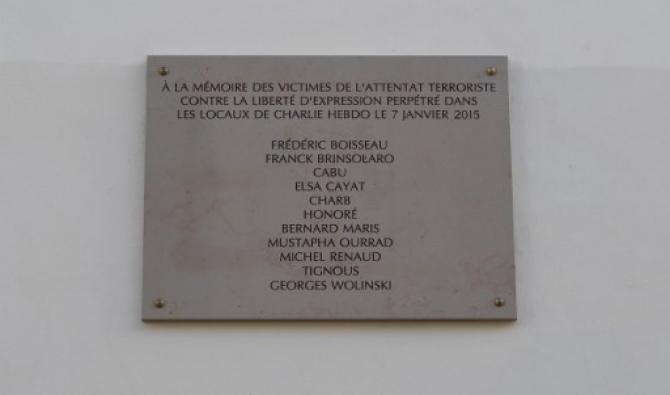 À LA MÉMOIRE DES VICTIMES DE L'ATTENTAT TERRORISTE
CONTRE LA LIBERTÉ D'EXPRESSION PERPÉTRÉ DANS
LES LOCAUX DE CHARLIE HEBDO LE 7 JANVIER 2015
FRÉDÉRIC BOISSEAU
FRANCK BRINSOLARO
CABU
ELSA CAYAT
CHARB
HONORÉ
BERNARD MARIS
MUSTAPHA OURRAD
MICHEL RENAUD
TIGNOUS
GEORGES WOLINSKI